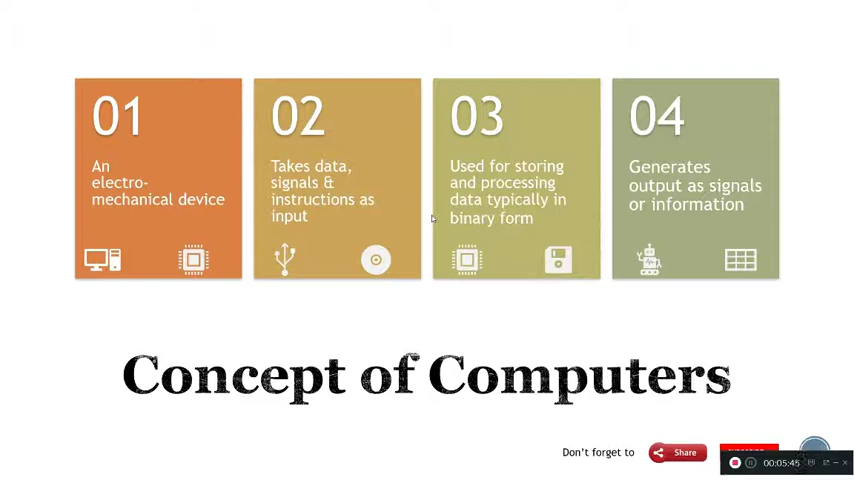 01
An
electro-
mechanical device
02
Takes data,
signals &
instructions as
input
03
Used for storing
and processing
data typically in
binary form
04
Generates
output as signals
or information
Concept of Computers
Don't forget to
Share
00:05:45